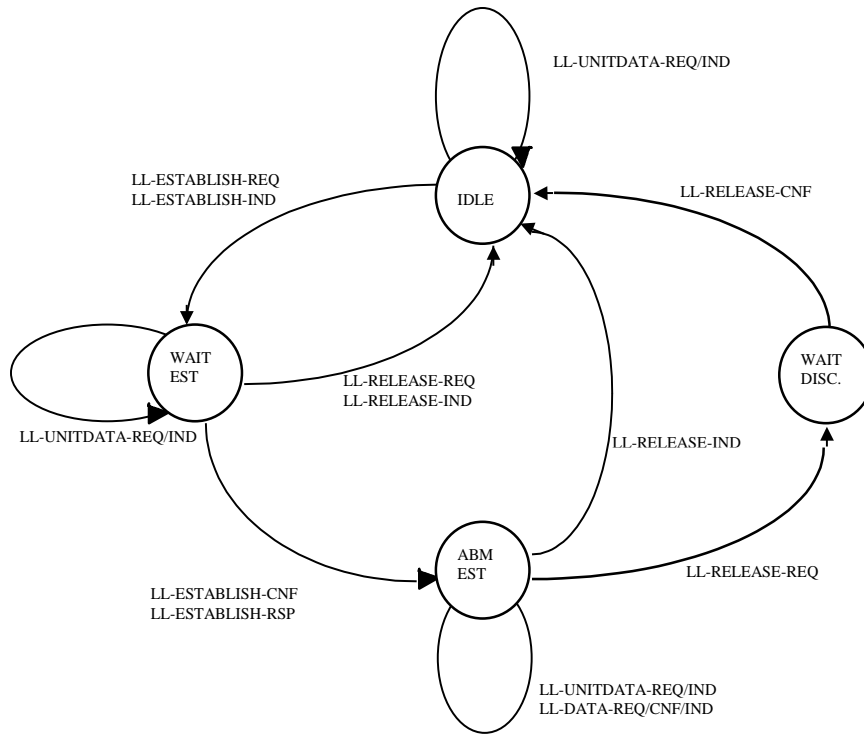 LL-UNITDATA-REQ/IND
LL-ESTABLISH-REQ
LL-ESTABLISH-IND
IDLE
LL-RELEASE-CNF
WAIT
EST
WAIT
DISC.
LL-RELEASE-REQ
LL-RELEASE-IND
LL-UNITDATA-REQ/IND
LL-RELEASE-IND
ABM
EST
LL-RELEASE-REQ
LL-ESTABLISH-CNF
LL-ESTABLISH-RSP
LL-UNITDATA-REQ/IND
LL-DATA-REQ/CNF/IND